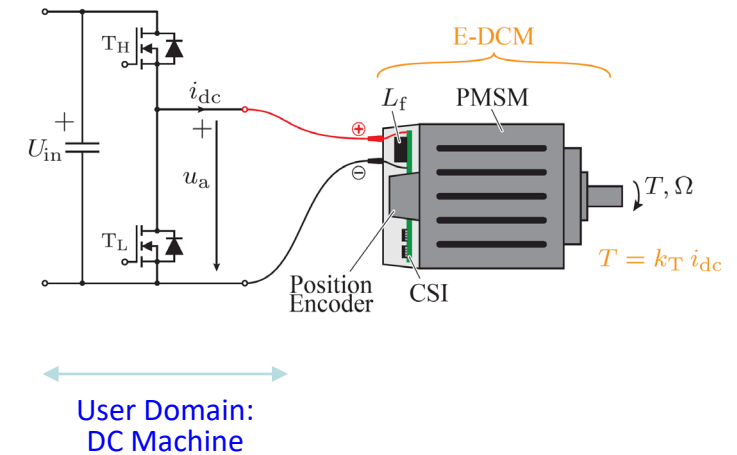 E-DCM
T_H
i_dc
L_f
PMSM
+
+
⊕
U_in
u_a
⊖
T, Ω
T_L
T = k_T i_dc
Position
Encoder
CSI
User Domain:
DC Machine